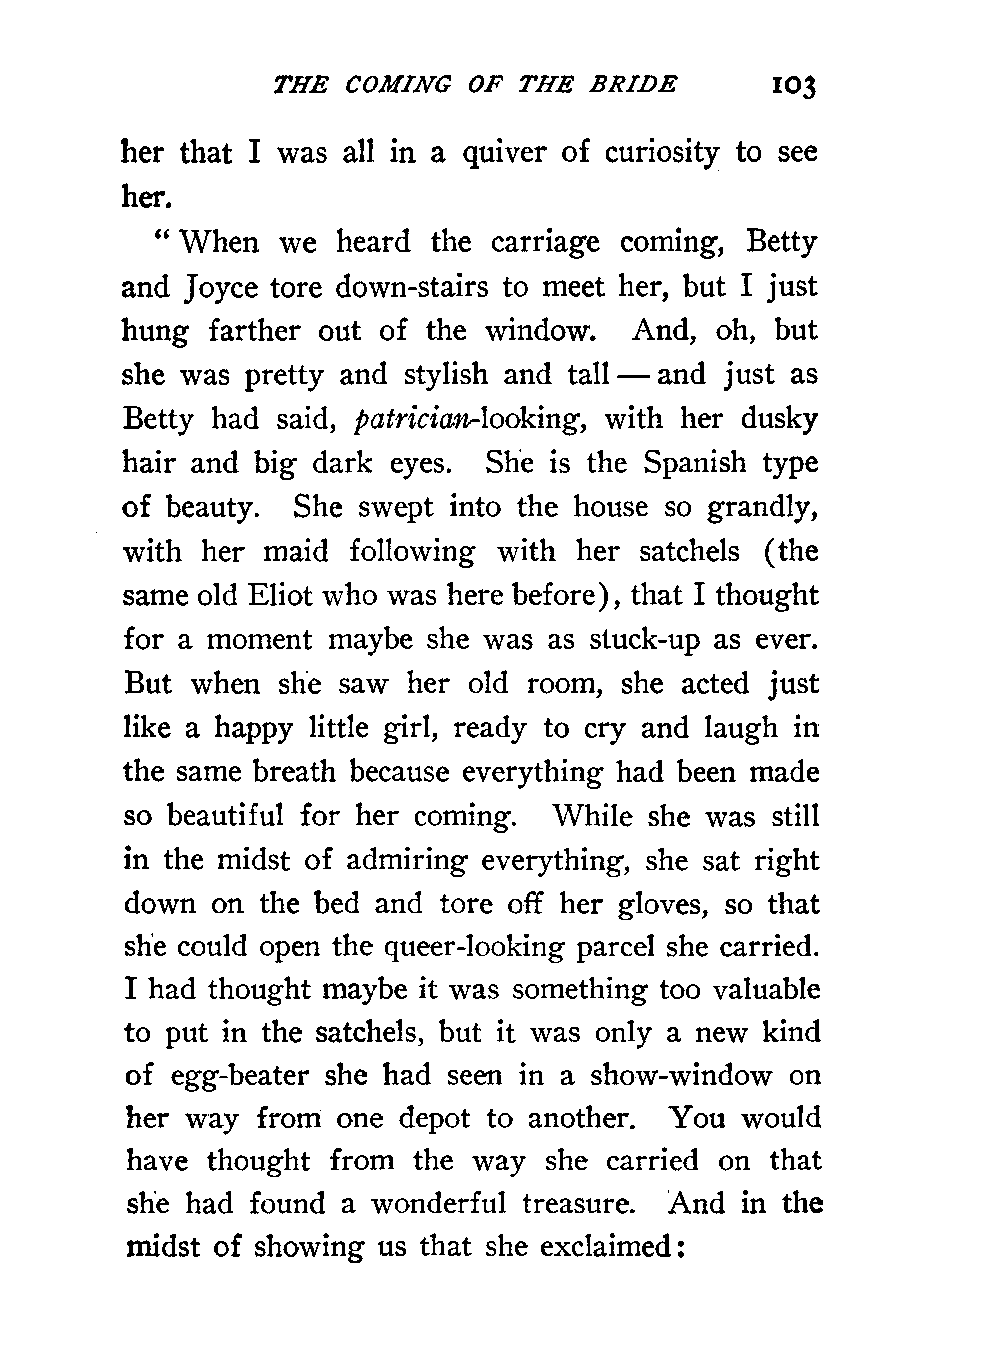 THE COMING OF THE BRIDE 103
her that I was all in a quiver of curiosity to see
her.
“ When we heard the carriage coming, Betty
and Joyce tore down-stairs to meet her, but I just
hung farther out of the window. And, oh, but
she was pretty and stylish and tall — and just as
Betty had said, patrician-looking, with her dusky
hair and big dark eyes. She is the Spanish type
of beauty. She swept into the house so grandly,
with her maid following with her satchels (the
same old Eliot who was here before), that I thought
for a moment maybe she was as stuck-up as ever.
But when she saw her old room, she acted just
like a happy little girl, ready to cry and laugh in
the same breath because everything had been made
so beautiful for her coming. While she was still
in the midst of admiring everything, she sat right
down on the bed and tore off her gloves, so that
she could open the queer-looking parcel she carried.
I had thought maybe it was something too valuable
to put in the satchels, but it was only a new kind
of egg-beater she had seen in a show-window on
her way from one depot to another. You would
have thought from the way she carried on that
she had found a wonderful treasure. And in the
midst of showing us that she exclaimed: